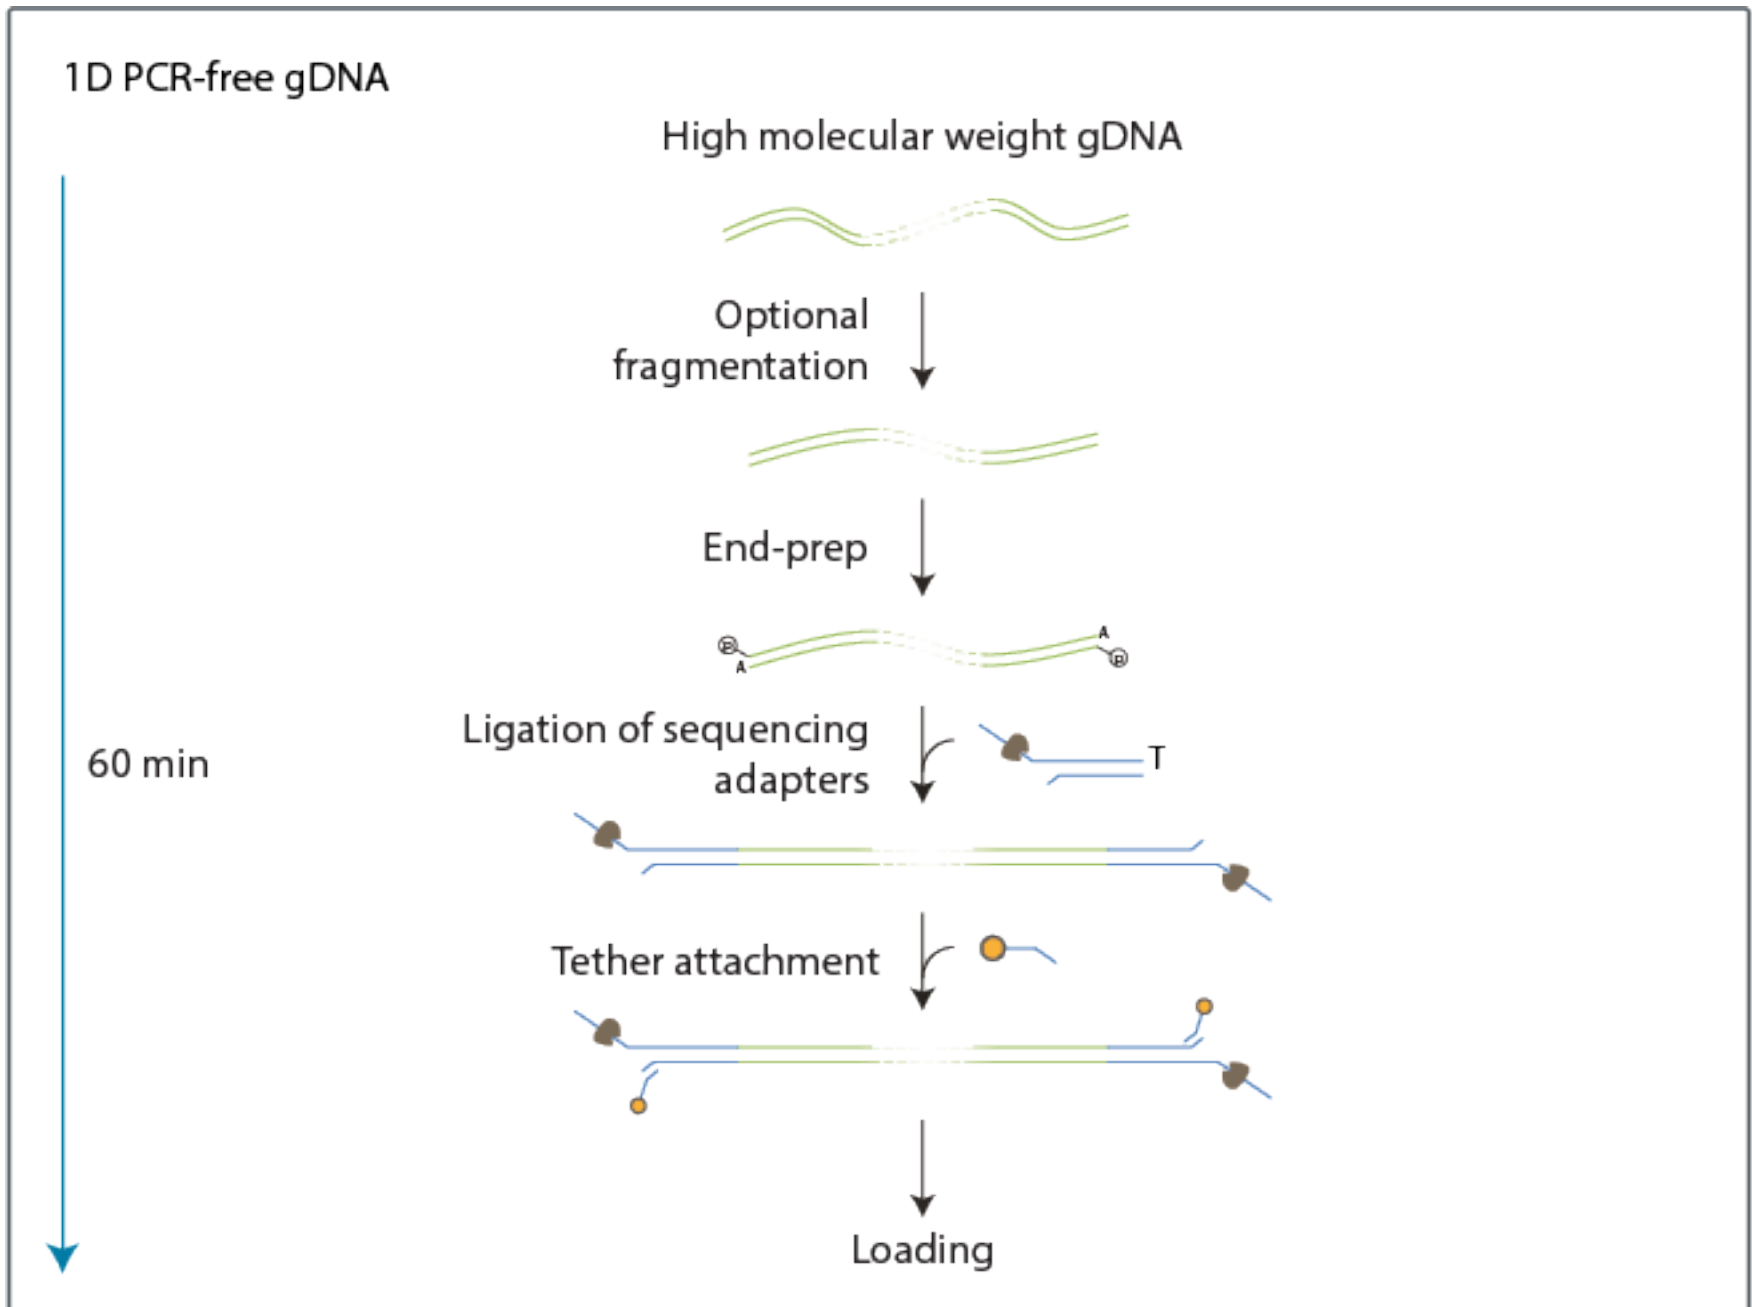 1D PCR-free gDNA
High molecular weight gDNA
Optional
fragmentation
End-prep
P
A
A
P
Ligation of sequencing
adapters
T
60 min
Tether attachment
Loading